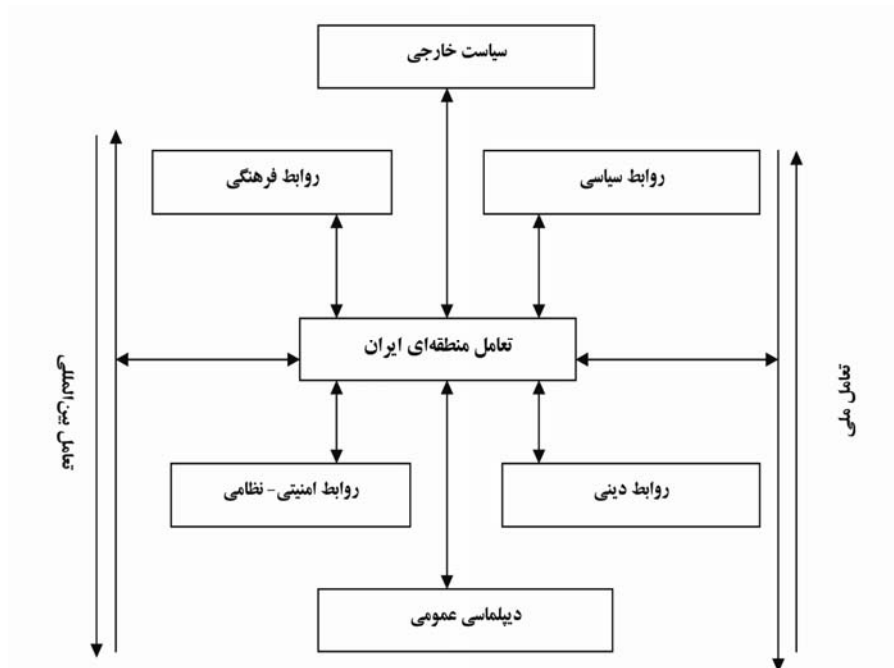 سیاست خارجی
روابط سیاسی
روابط فرهنگی
تعامل منطقه‌ای ایران
تعامل ملی
تعامل بین‌المللی
روابط دینی
روابط امنیتی - نظامی
دیپلماسی عمومی